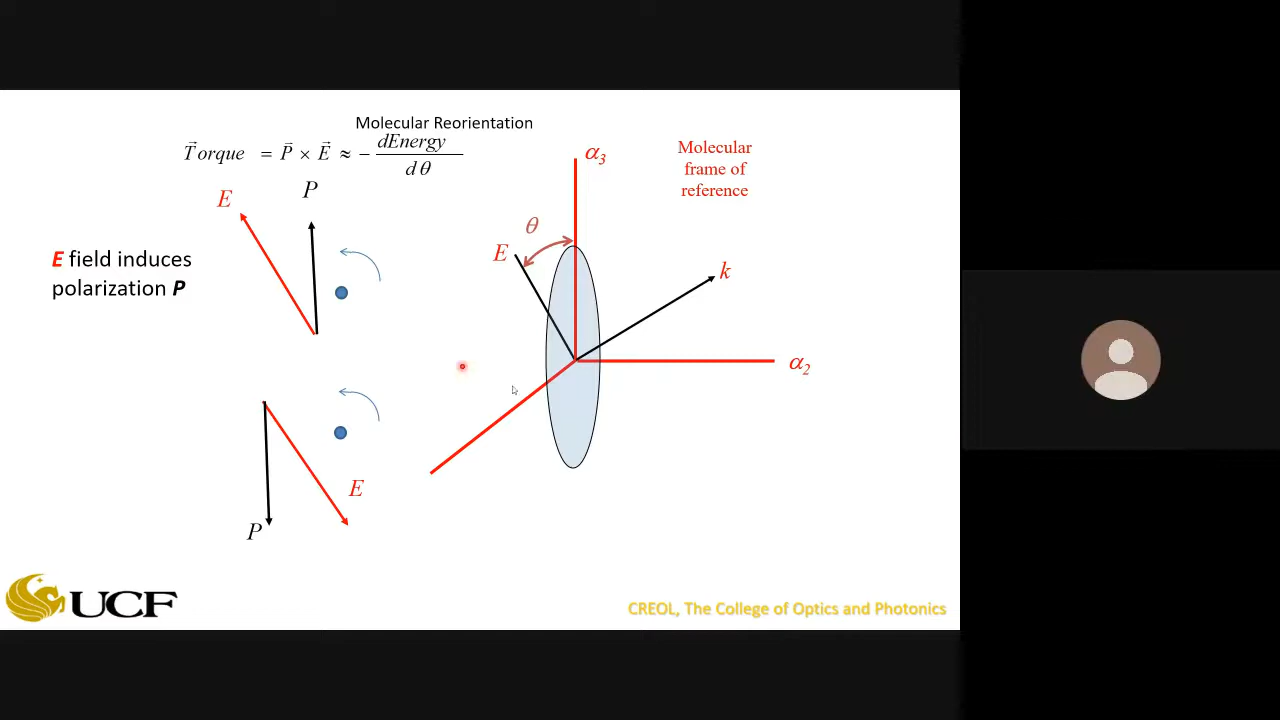 Molecular Reorientation
T⃗orque = P⃗ × E⃗ ≈ − dEnergy / dθ
α3
Molecular
frame of
reference
E
P
θ
E
k
E field induces
polarization P
α2
E
P
UCF
CREOL, The College of Optics and Photonics